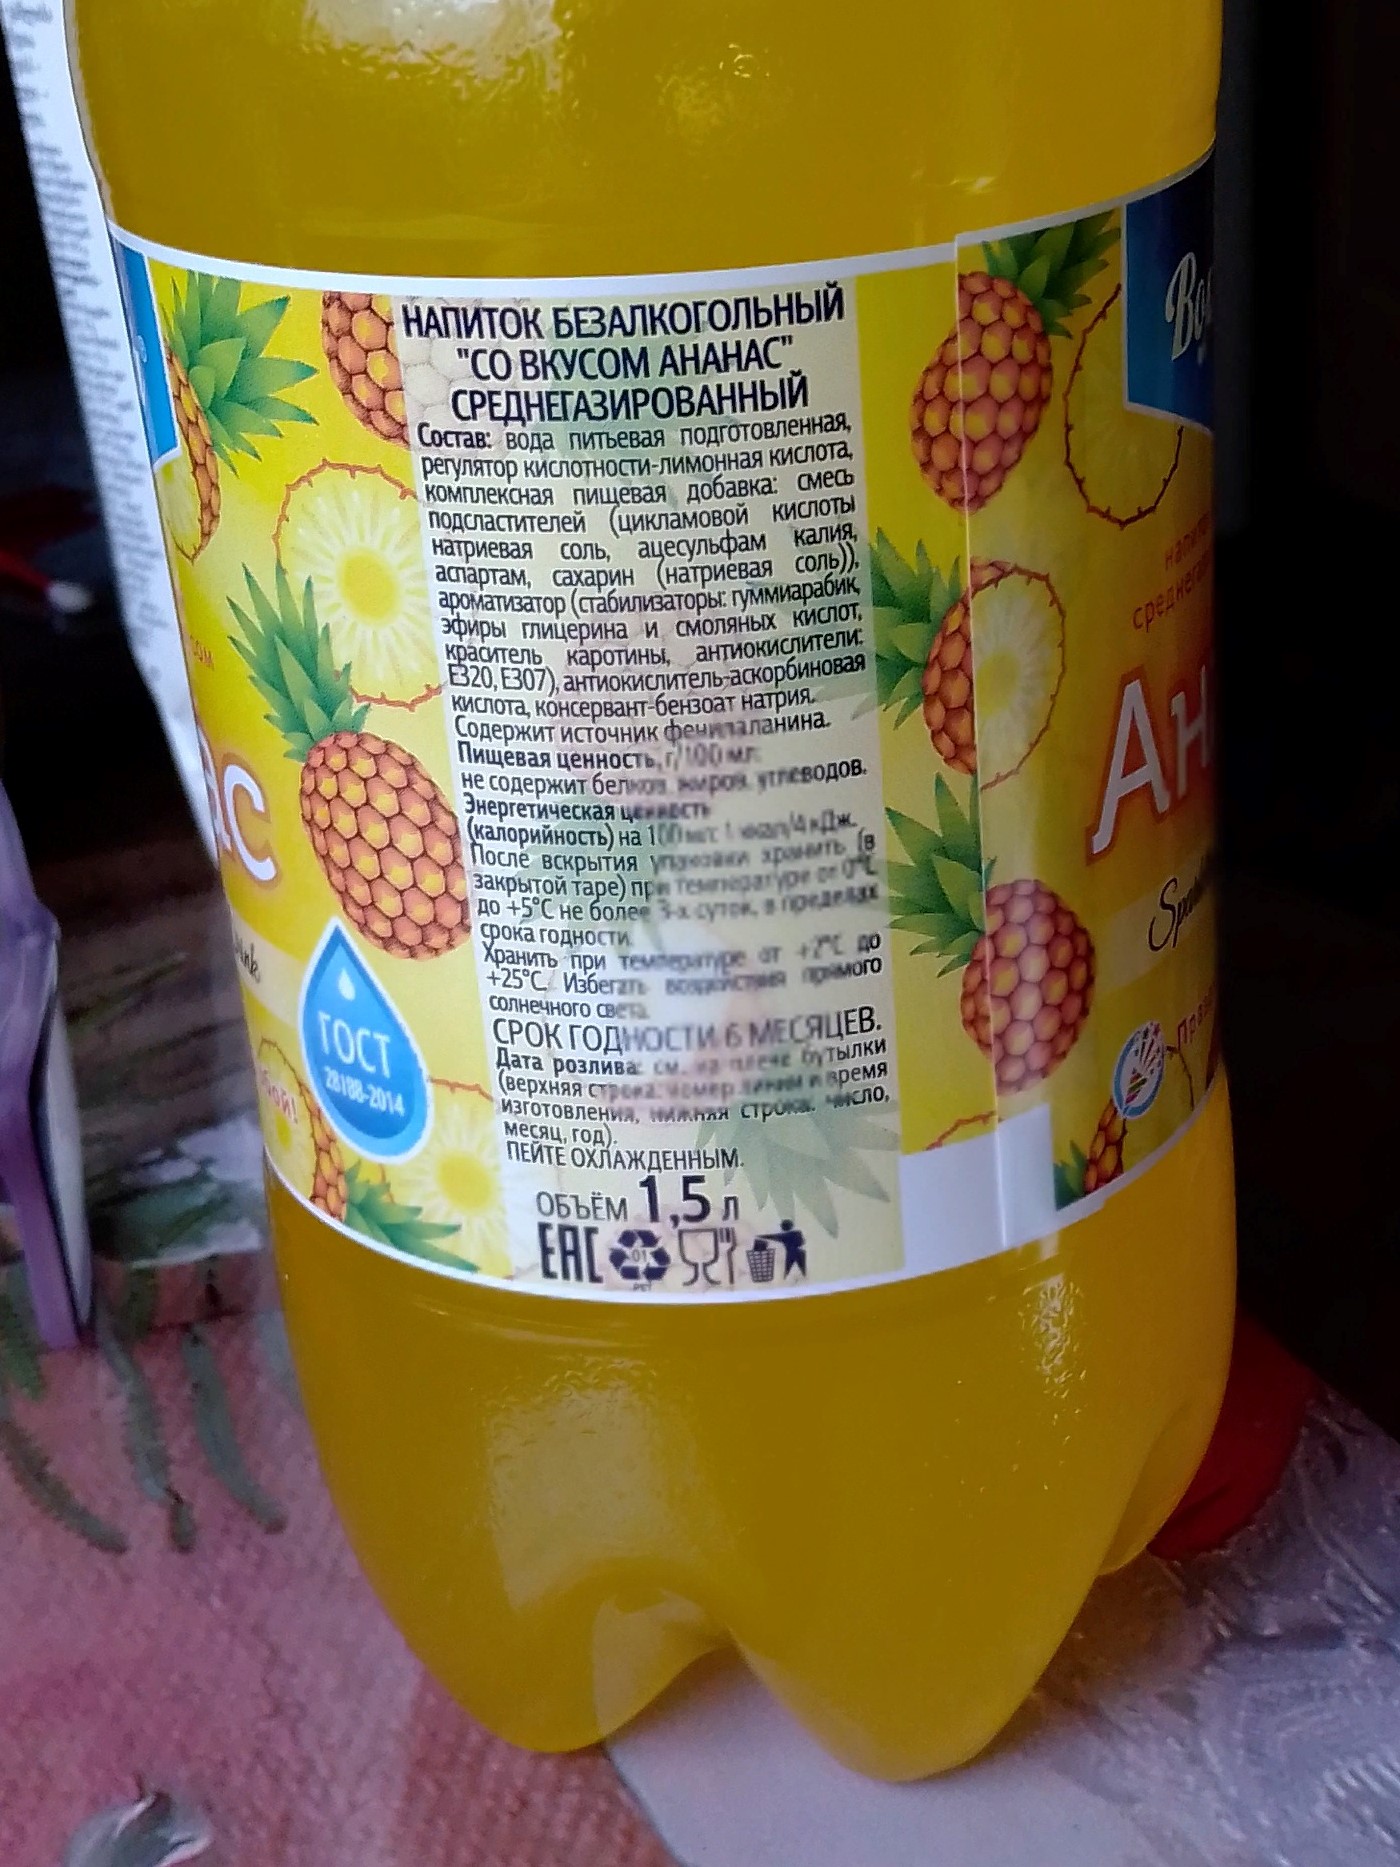 НАПИТОК БЕЗАЛКОГОЛЬНЫЙ
"СО ВКУСОМ АНАНАС"
СРЕДНЕГАЗИРОВАННЫЙ
Состав: вода питьевая подготовленная,
регулятор кислотности-лимонная кислота,
комплексная пищевая добавка: смесь
подсластителей (цикламовой кислоты
натриевая соль, ацесульфам калия,
аспартам, сахарин (натриевая соль)),
ароматизатор (стабилизаторы: гуммиарабик,
эфиры глицерина и смоляных кислот,
краситель каротины, антиокислители:
Е320, Е307), антиокислитель-аскорбиновая
кислота, консервант-бензоат натрия.
Содержит источник фенилаланина.
Пищевая ценность, г/100 мл:
не содержит белков, жиров, углеводов.
Энергетическая ценность
(калорийность) на 100 мл: 1 ккал/4 кДж.
После вскрытия упаковки хранить (в
закрытой таре) при температуре от 0°С
до +5°С не более 3-х суток, в пределах
срока годности.
Хранить при температуре от +2°С до
+25°С. Избегать воздействия прямого
солнечного света.
СРОК ГОДНОСТИ 6 МЕСЯЦЕВ.
Дата розлива: см. на плече бутылки
(верхняя строка: номер линии и время
изготовления, нижняя строка: число,
месяц, год).
ПЕЙТЕ ОХЛАЖДЕННЫМ.
ОБЪЁМ 1,5 л
ЕАС
01
PET
ГОСТ
28188-2014